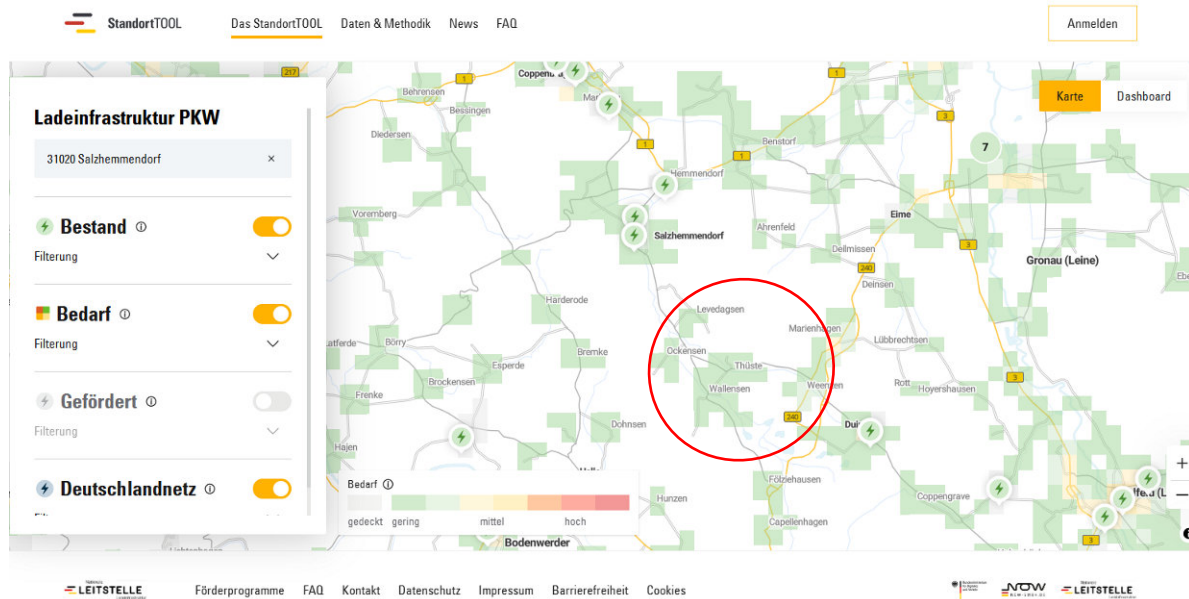 StandortTOOL
Das StandortTOOL
Daten & Methodik
News
FAQ
Anmelden
Ladeinfrastruktur PKW
31020 Salzhemmendorf ×
Bestand
Filterung
Bedarf
Filterung
Gefördert
Filterung
Deutschlandnetz
Karte
Dashboard
217
1
Behrensen
Bessingen
1
3
Diedersen
1
Benstorf
1
7
Hemmendorf
Voremberg
Salzhemmendorf
Ahrenfeld
Eime
Deilmissen
3
Gronau (Leine)
240
Deinsen
Harderode
Levedagsen
Marienhagen
Börry
Bremke
Ockensen
Lübbrechtsen
Esperde
Thüste
Brockensen
Wallensen
Rott
Hoyershausen
3
Frenke
240
Dohnsen
Hajen
Bedarf
Fölziehausen
Hunzen
Coppengrave
gedeckt gering mittel hoch
Capellenhagen
3
Bodenwerder
+
−
LEITSTELLE
Förderprogramme
FAQ
Kontakt
Datenschutz
Impressum
Barrierefreiheit
Cookies
NOW
LEITSTELLE